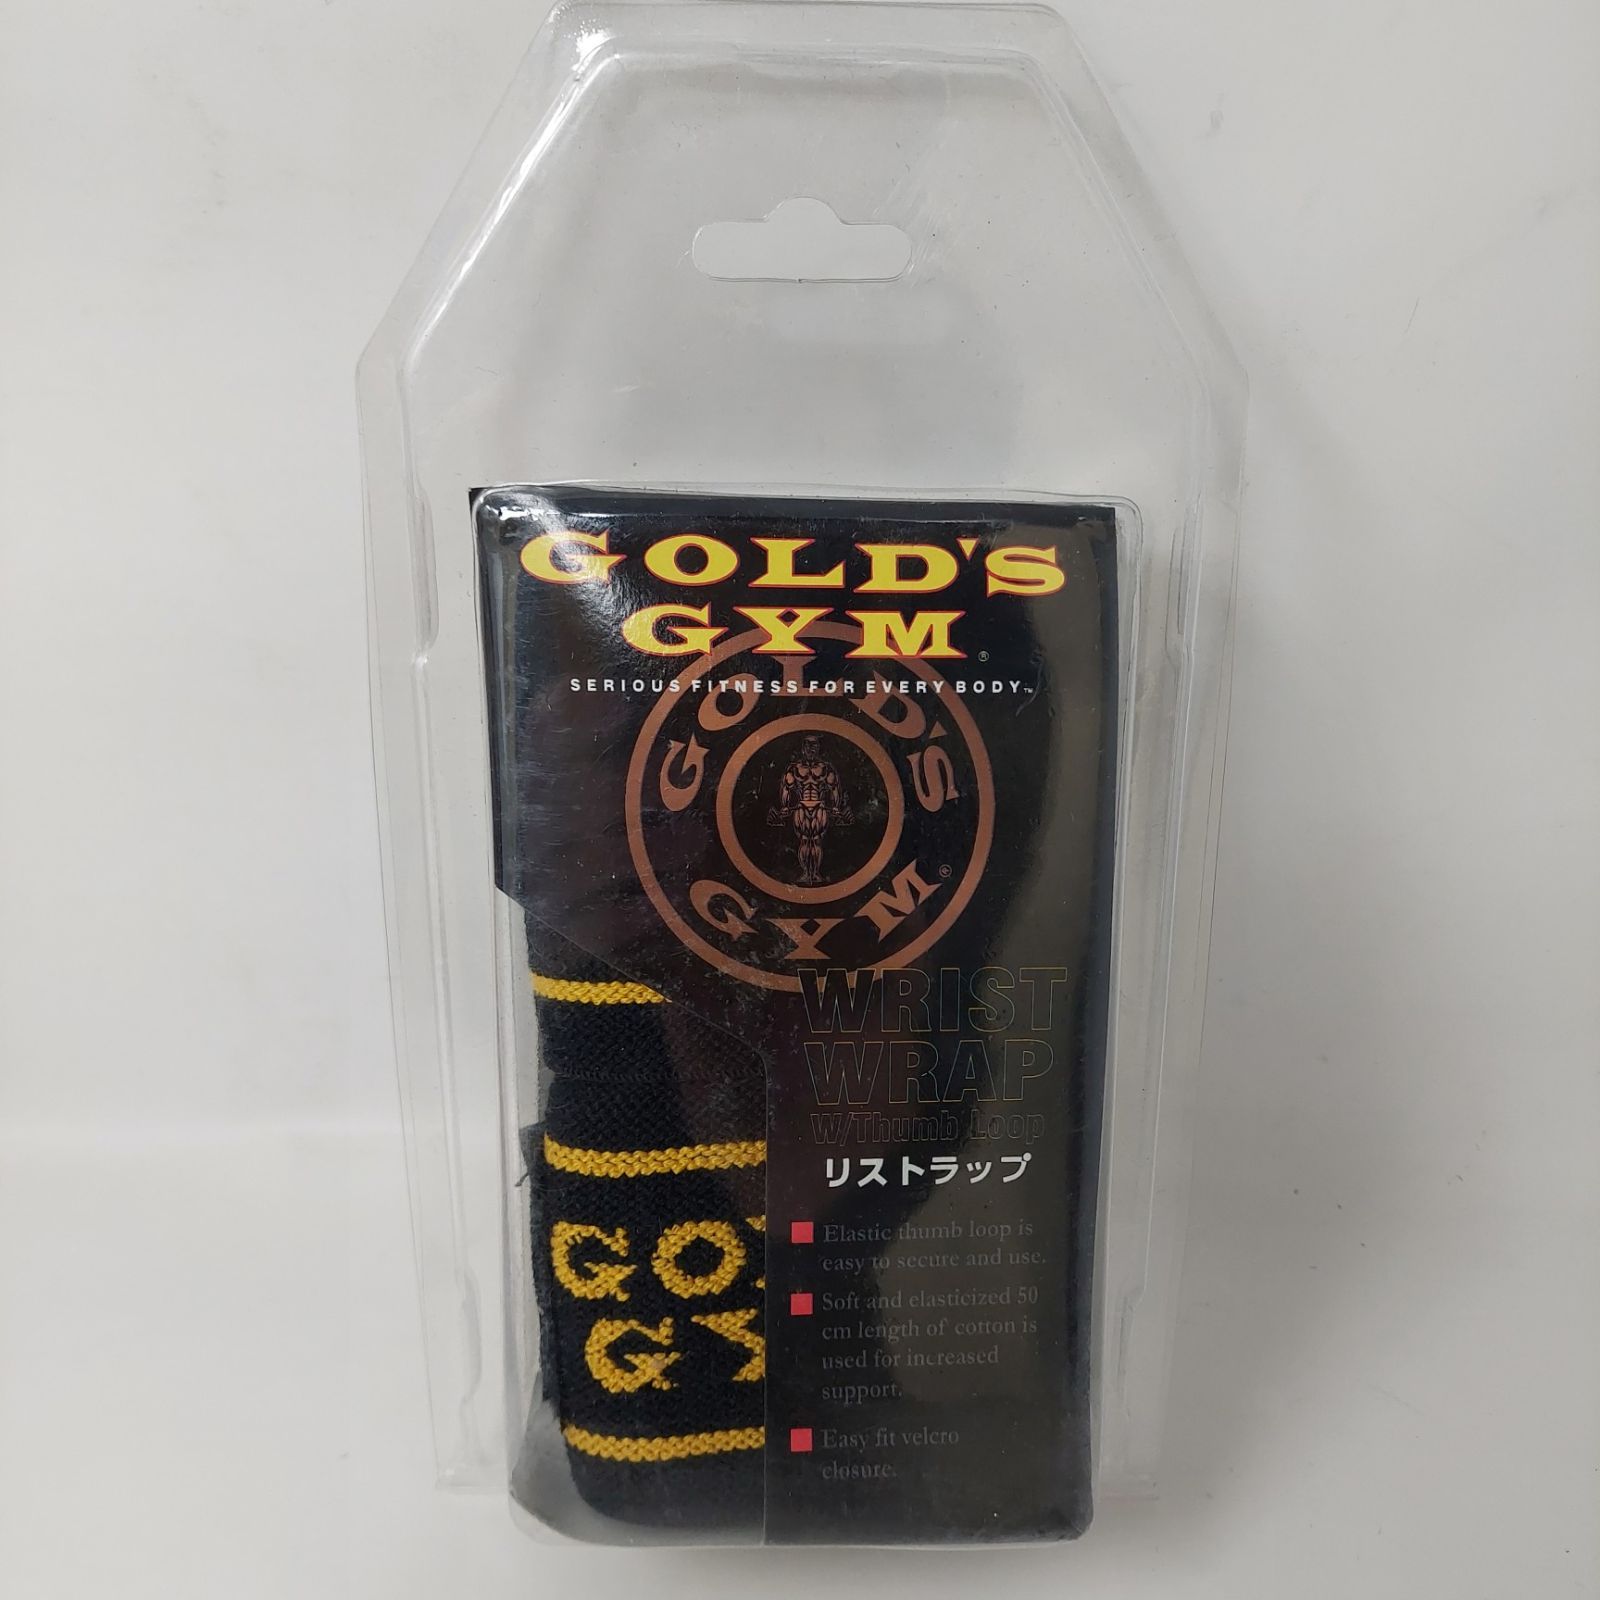 GOLD'S
GYM®
SERIOUS FITNESS FOR EVERY BODY™
GOLD'S
GYM®
WRIST
WRAP
W/Thumb Loop
リストラップ
Elastic thumb loop is
easy to secure and use.
Soft and elasticized 50
cm length of cotton is
used for increased
support.
Easy fit velcro
closure.
GO
G